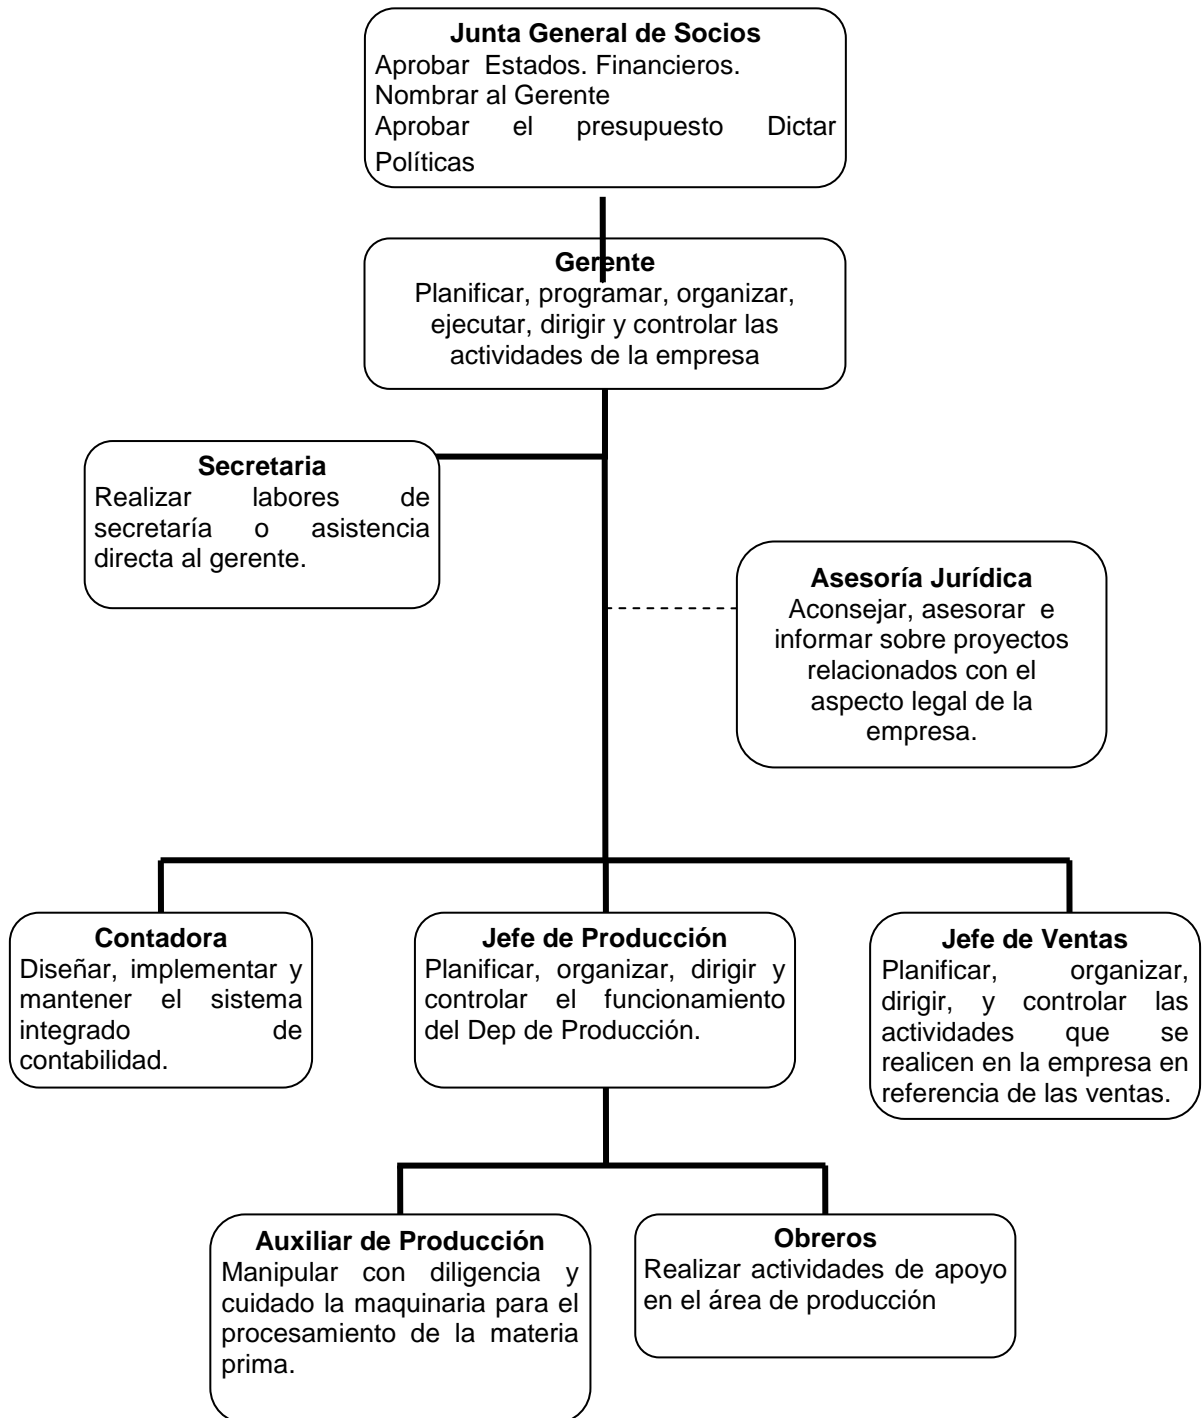 Junta General de Socios
Aprobar Estados. Financieros.
Nombrar al Gerente
Aprobar el presupuesto Dictar
Políticas
Gerente
Planificar, programar, organizar,
ejecutar, dirigir y controlar las
actividades de la empresa
Secretaria
Realizar labores de
secretaría o asistencia
directa al gerente.
Asesoría Jurídica
Aconsejar, asesorar e
informar sobre proyectos
relacionados con el
aspecto legal de la
empresa.
Contadora
Diseñar, implementar y
mantener el sistema
integrado de
contabilidad.
Jefe de Producción
Planificar, organizar, dirigir y
controlar el funcionamiento
del Dep de Producción.
Jefe de Ventas
Planificar, organizar,
dirigir, y controlar las
actividades que se
realicen en la empresa en
referencia de las ventas.
Auxiliar de Producción
Manipular con diligencia y
cuidado la maquinaria para el
procesamiento de la materia
prima.
Obreros
Realizar actividades de apoyo
en el área de producción